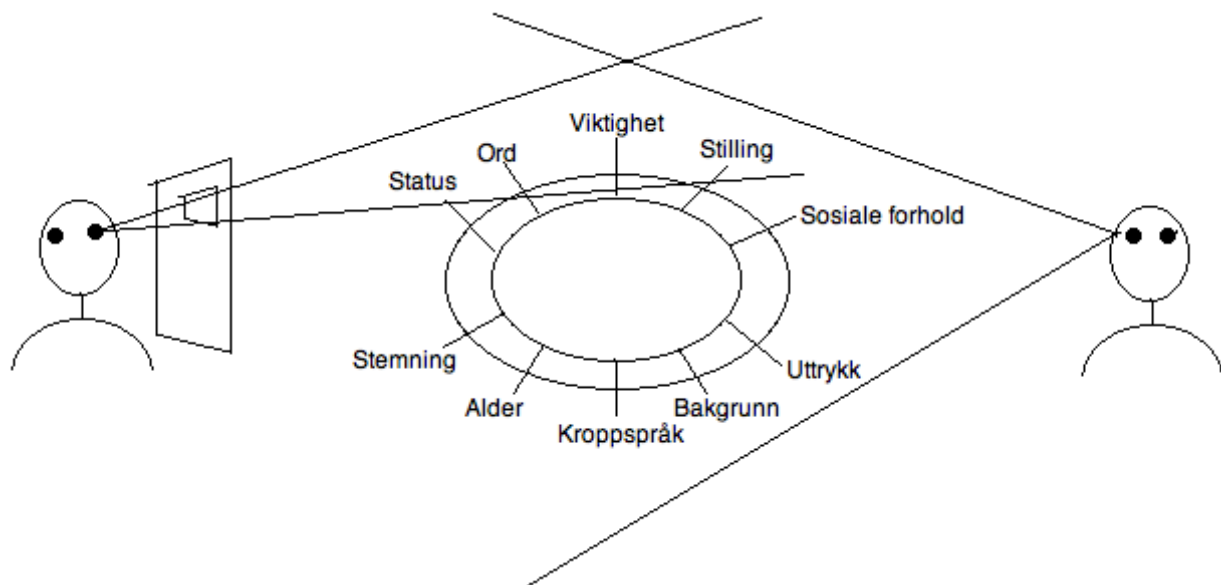 Viktighet
Ord
Stilling
Status
Sosiale forhold
Stemning
Uttrykk
Alder
Bakgrunn
Kroppspråk